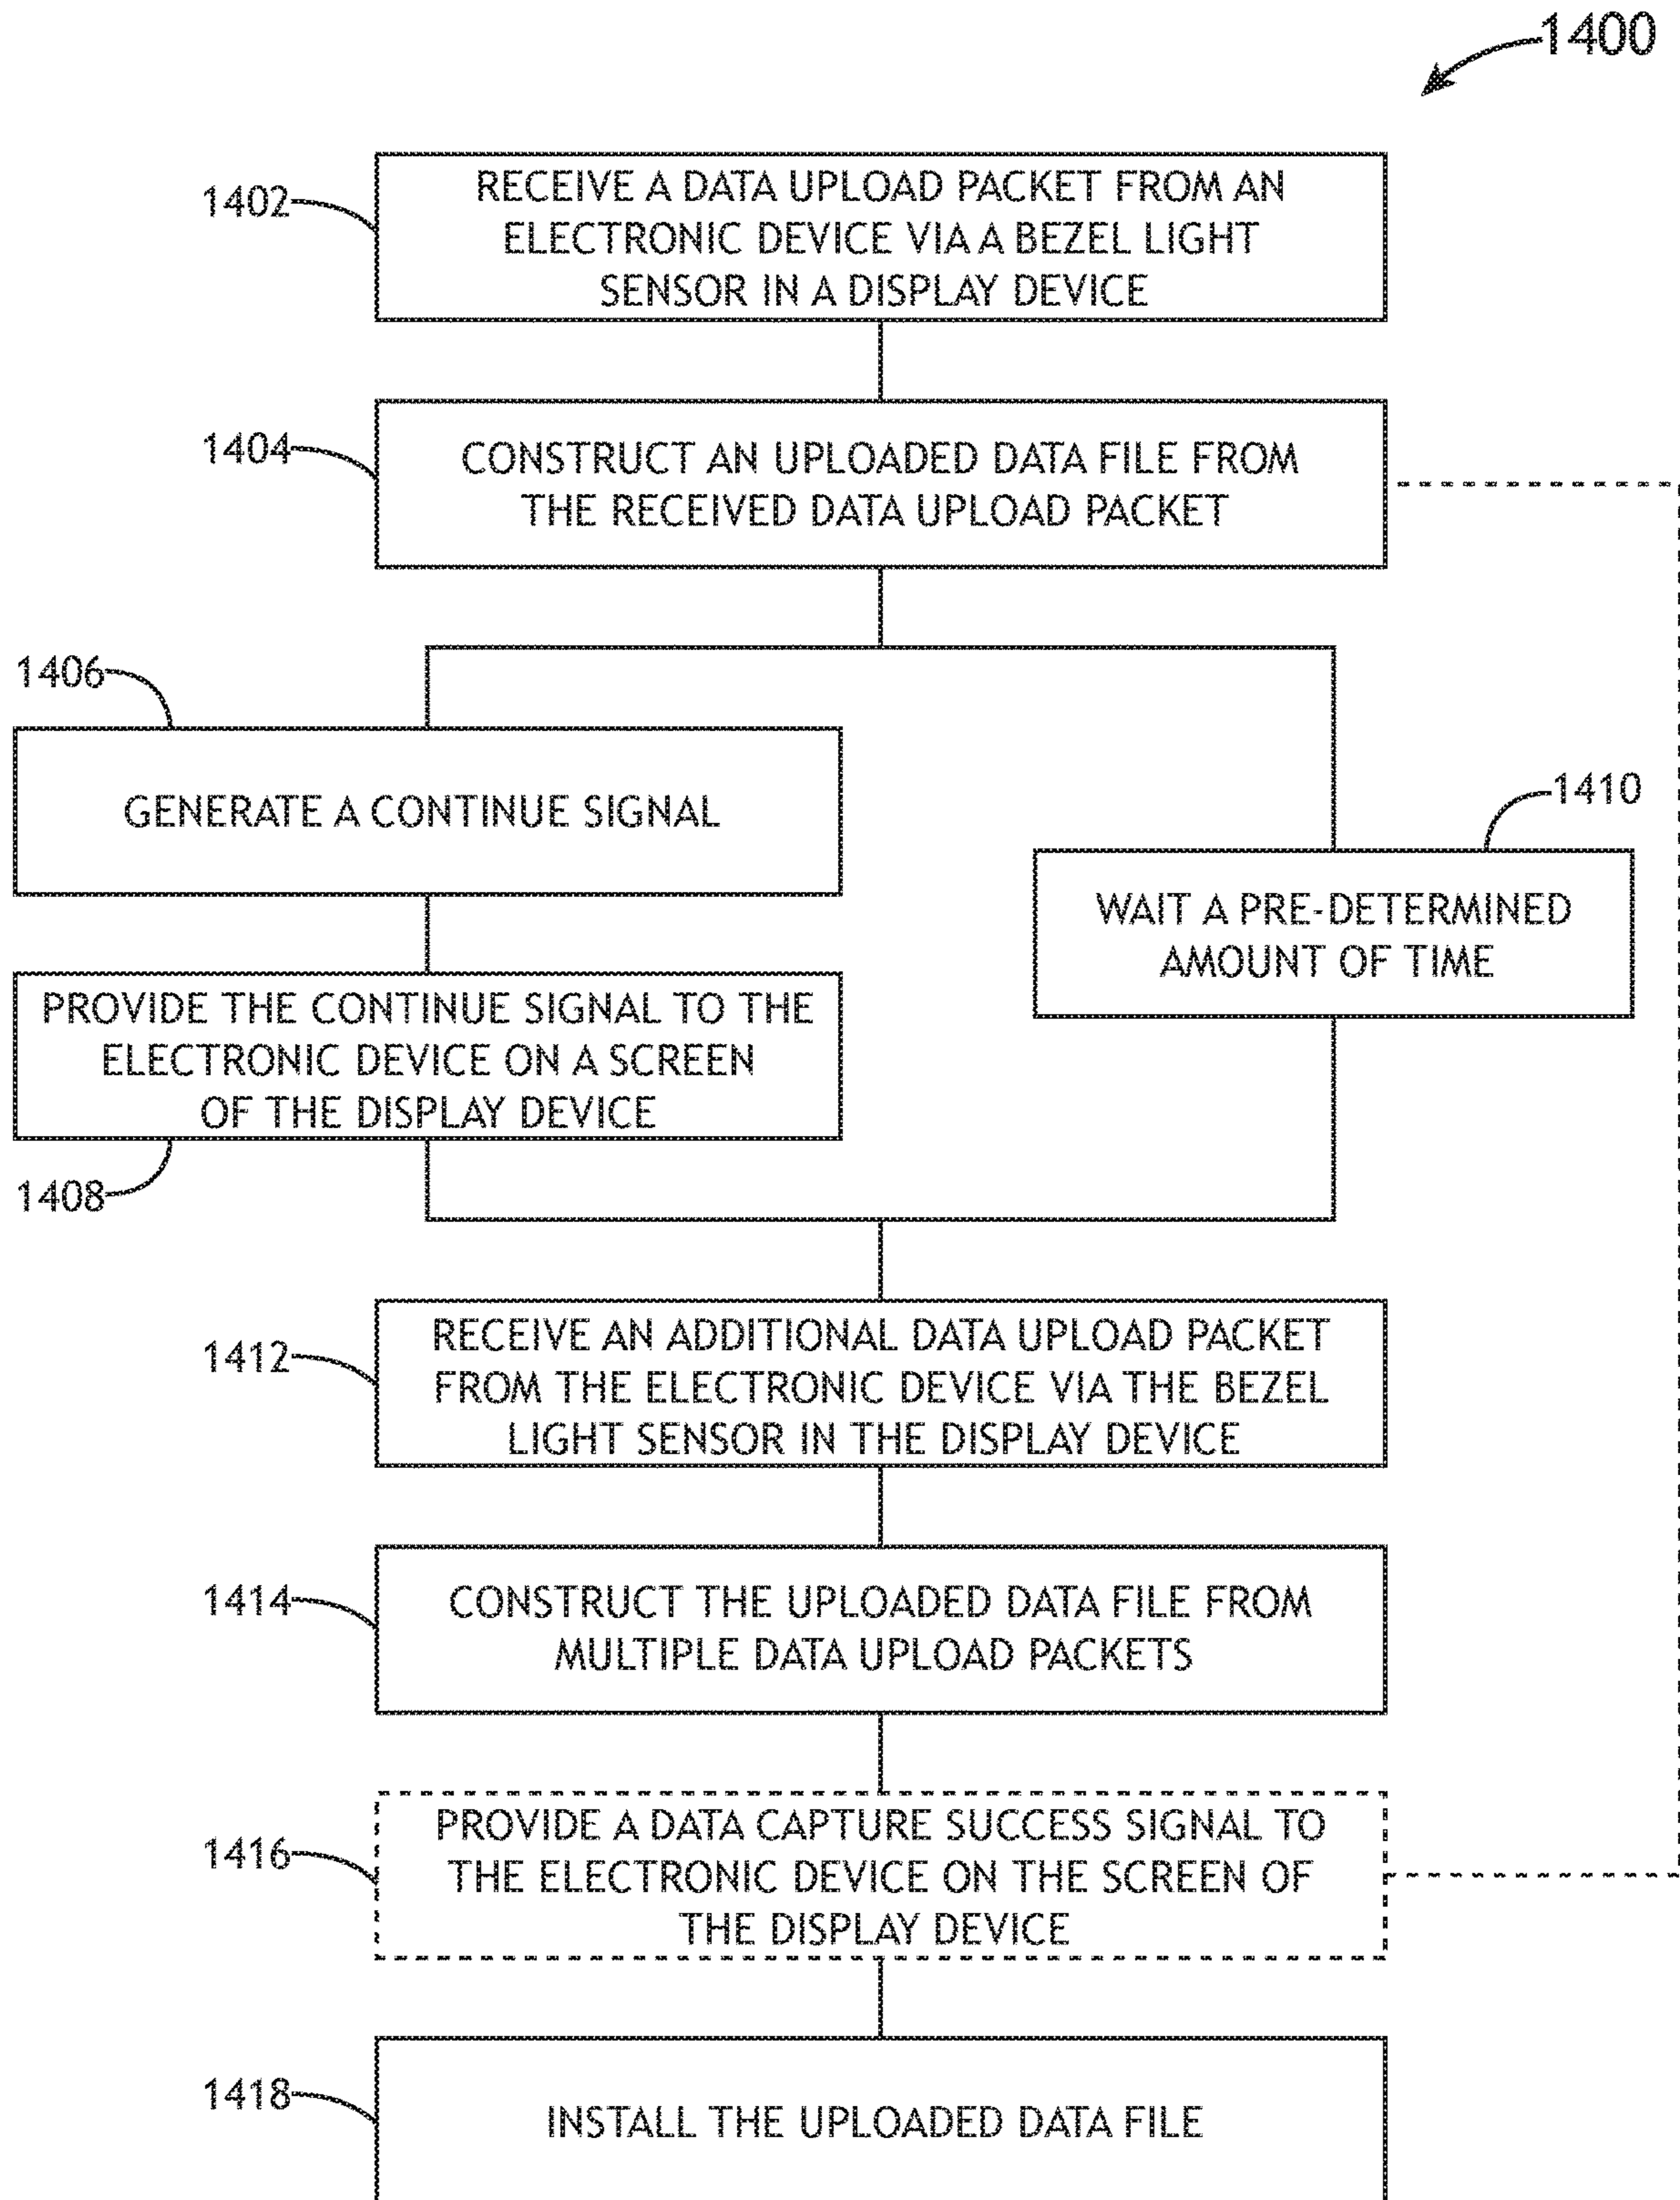 1400
1402
RECEIVE A DATA UPLOAD PACKET FROM AN
ELECTRONIC DEVICE VIA A BEZEL LIGHT
SENSOR IN A DISPLAY DEVICE
1404
CONSTRUCT AN UPLOADED DATA FILE FROM
THE RECEIVED DATA UPLOAD PACKET
1406
GENERATE A CONTINUE SIGNAL
1410
WAIT A PRE-DETERMINED
AMOUNT OF TIME
PROVIDE THE CONTINUE SIGNAL TO THE
ELECTRONIC DEVICE ON A SCREEN
OF THE DISPLAY DEVICE
1408
1412
RECEIVE AN ADDITIONAL DATA UPLOAD PACKET
FROM THE ELECTRONIC DEVICE VIA THE BEZEL
LIGHT SENSOR IN THE DISPLAY DEVICE
1414
CONSTRUCT THE UPLOADED DATA FILE FROM
MULTIPLE DATA UPLOAD PACKETS
1416
PROVIDE A DATA CAPTURE SUCCESS SIGNAL TO
THE ELECTRONIC DEVICE ON THE SCREEN OF
THE DISPLAY DEVICE
1418
INSTALL THE UPLOADED DATA FILE